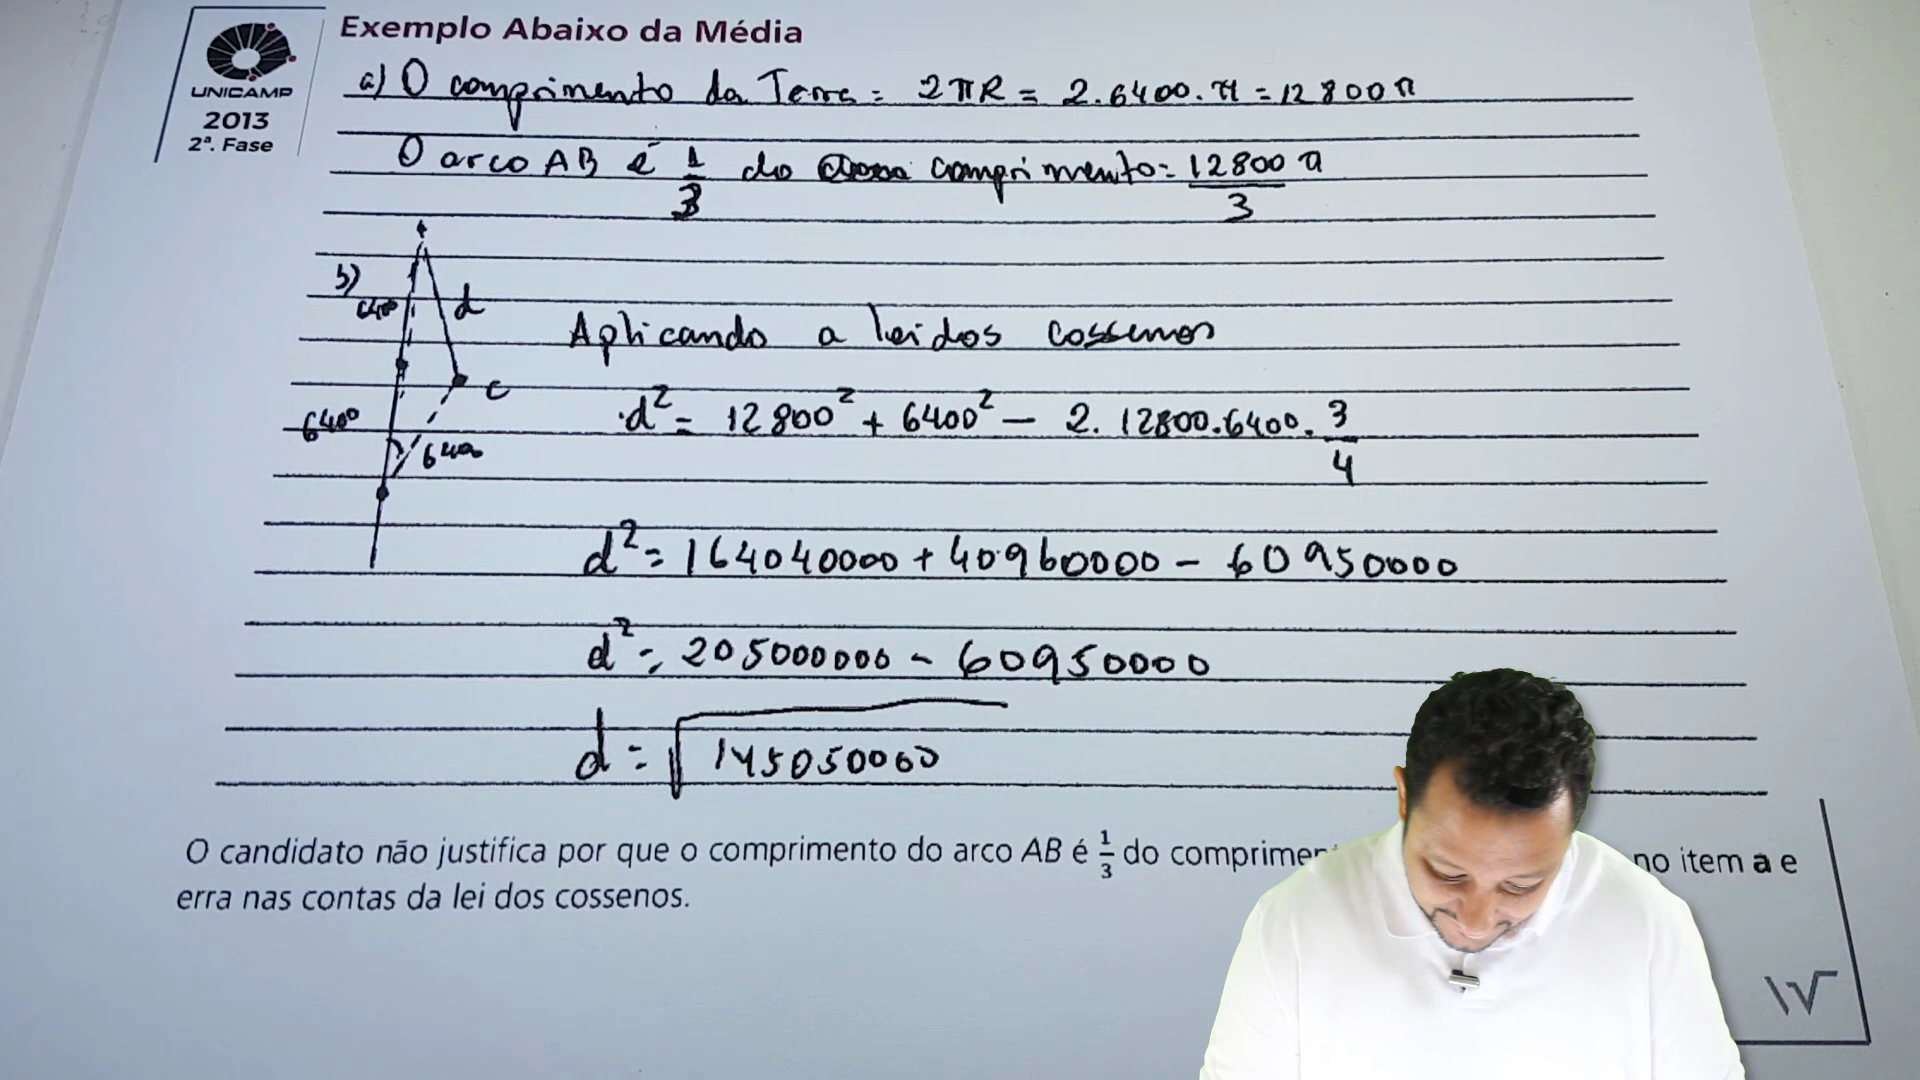 UNICAMP
2013
2ª. Fase
Exemplo Abaixo da Média
a) O comprimento da Terra = 2πR = 2.6400.π = 12800π
O arco AB é 1/3 do comprimento = 12800π/3
b)
6400
d
C
6400
6400
Aplicando a lei dos cossenos
d² = 12800² + 6400² - 2. 12800.6400. 3/4
d² = 164040000 + 40960000 - 60950000
d² = 205000000 - 60950000
d = √145050000
O candidato não justifica por que o comprimento do arco AB é 1/3 do comprimen no item a e
erra nas contas da lei dos cossenos.